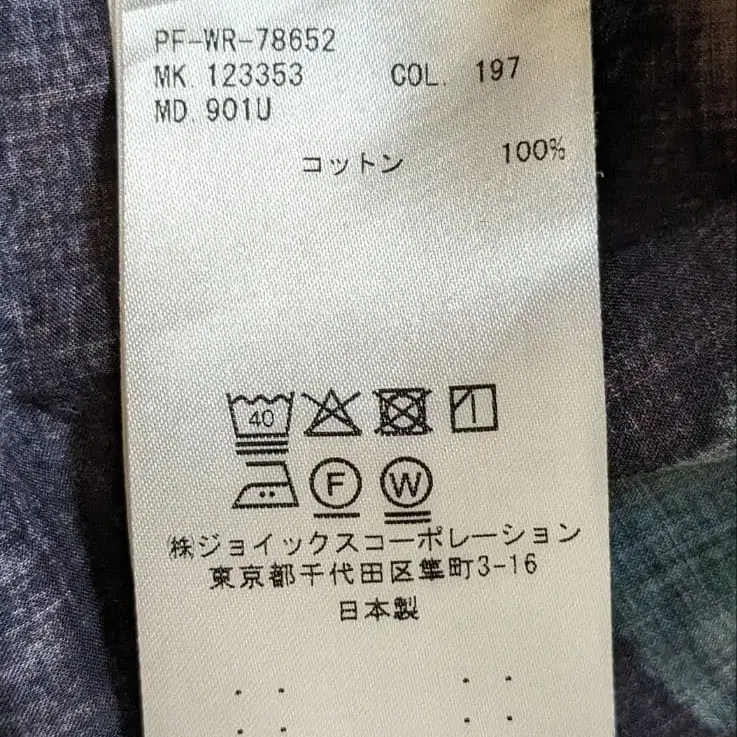 PF-WR-78652
MK. 123353 COL. 197
MD 901U
コットン 100%
40
F W
㈱ジョイックスコーポレーション
東京都千代田区隼町3-16
日本製